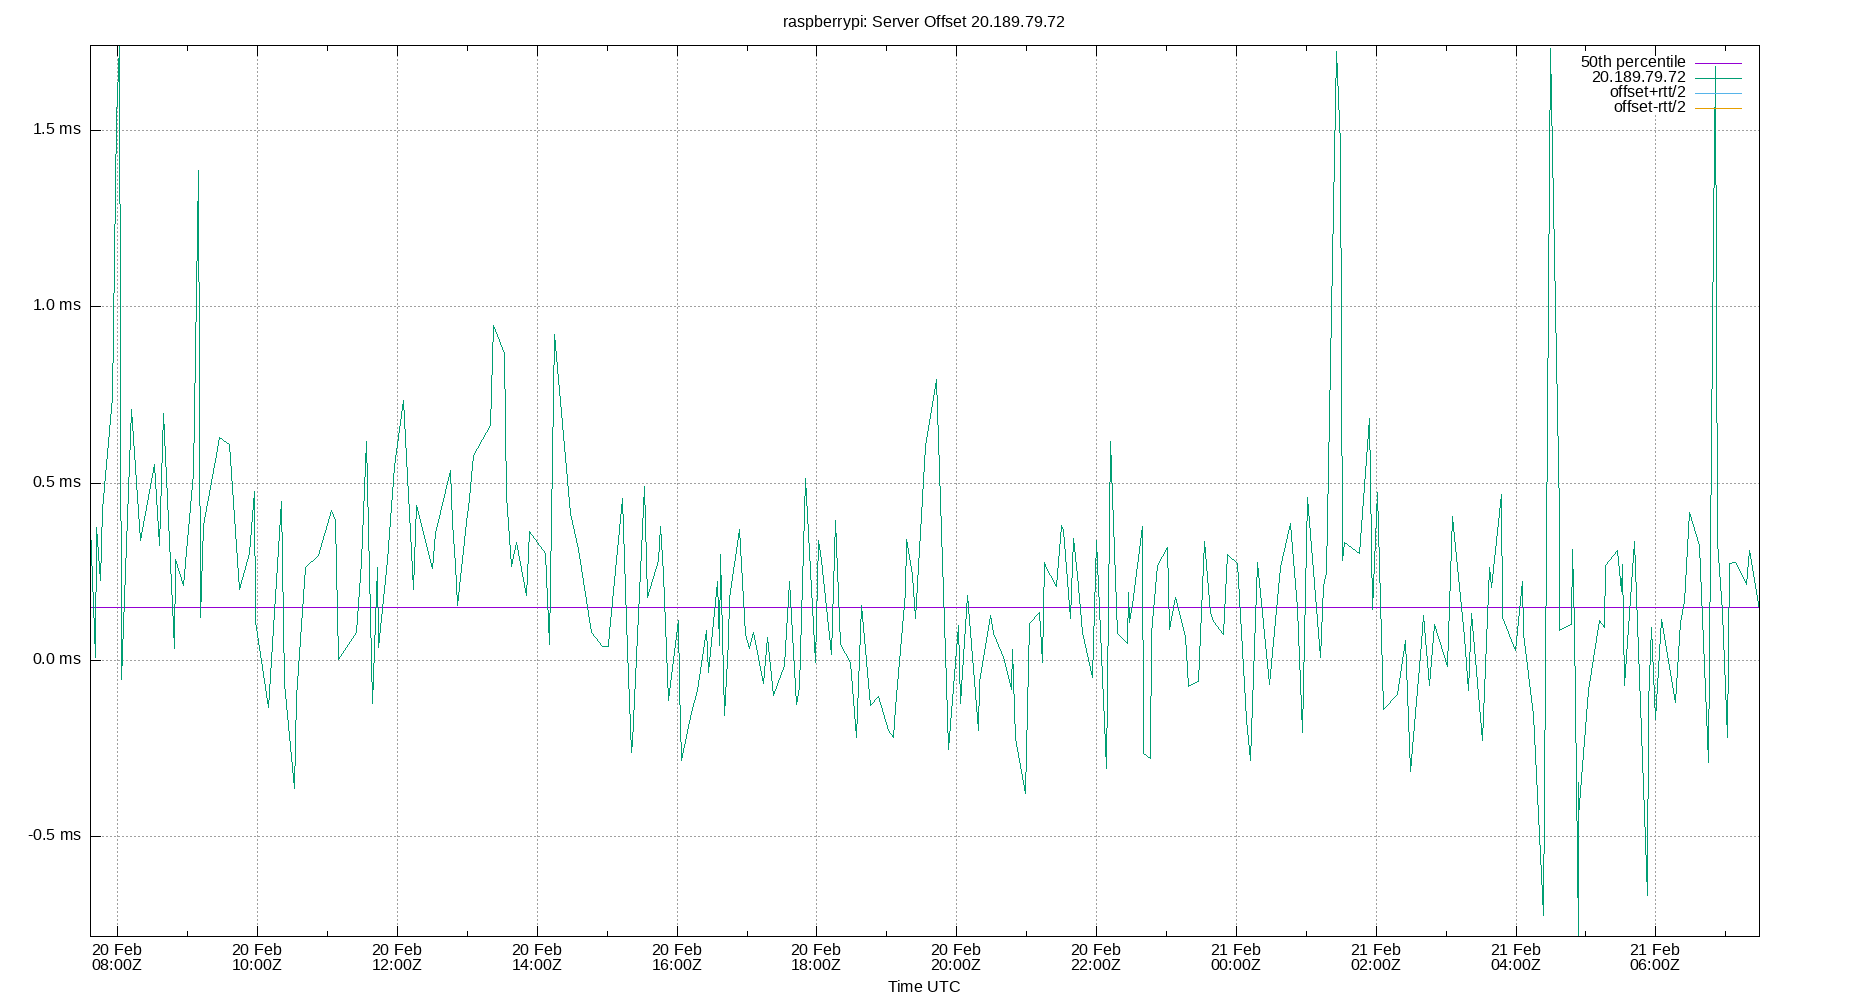 raspberrypi: Server Offset 20.189.79.72
50th percentile
20.189.79.72
offset+rtt/2
offset-rtt/2
1.5 ms
1.0 ms
0.5 ms
0.0 ms
-0.5 ms
20 Feb 20 Feb 20 Feb 20 Feb 20 Feb 20 Feb 20 Feb 20 Feb 21 Feb 21 Feb 21 Feb 21 Feb
08:00Z 10:00Z 12:00Z 14:00Z 16:00Z 18:00Z 20:00Z 22:00Z 00:00Z 02:00Z 04:00Z 06:00Z
Time UTC